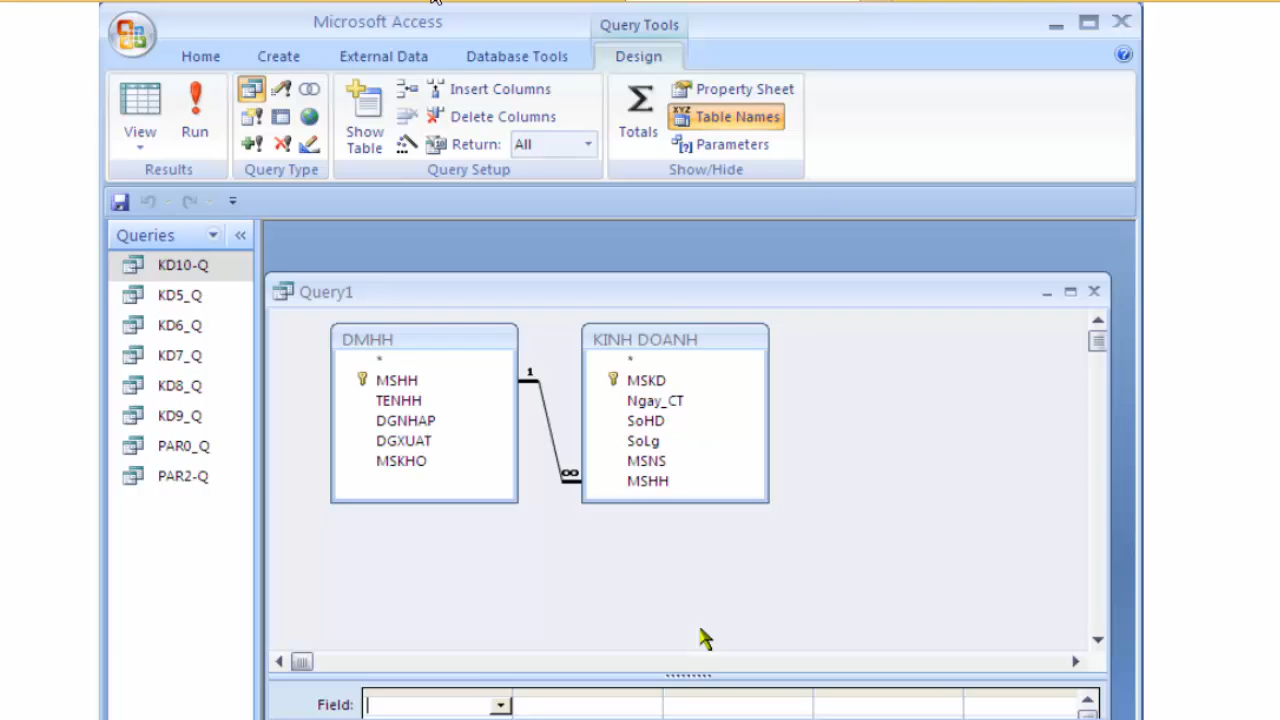 Microsoft Access
Query Tools
Home
Create
External Data
Database Tools
Design
View
Run
Show Table
Insert Columns
Delete Columns
Return:
All
Totals
Property Sheet
Table Names
Parameters
Results
Query Type
Query Setup
Show/Hide
Queries
KD10-Q
KD5_Q
KD6_Q
KD7_Q
KD8_Q
KD9_Q
PAR0_Q
PAR2-Q
Query1
DMHH
*
MSHH
TENHH
DGNHAP
DGXUAT
MSKHO
1
∞
KINH DOANH
*
MSKD
Ngay_CT
SoHD
SoLg
MSNS
MSHH
Field: